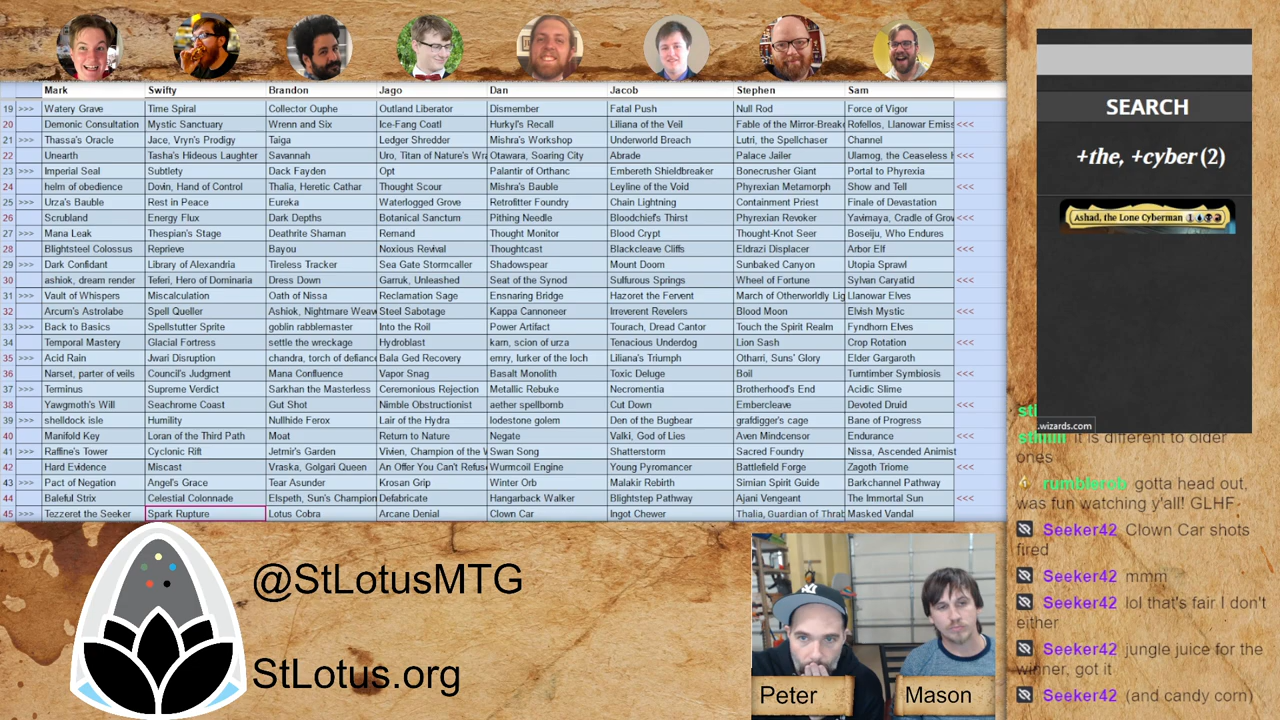 Mark Swifty Brandon Jago Dan Jacob Stephen Sam
19 >>> Watery Grave Time Spiral Collector Ouphe Outland Liberator Dismember Fatal Push Null Rod Force of Vigor
20 Demonic Consultation Mystic Sanctuary Wrenn and Six Ice-Fang Coatl Hurkyl's Recall Liliana of the Veil Fable of the Mirror-Breake Rofellos, Llanowar Emiss <<<
21 >>> Thassa's Oracle Jace, Vryn's Prodigy Taiga Ledger Shredder Mishra's Workshop Underworld Breach Lutri, the Spellchaser Channel
22 Unearth Tasha's Hideous Laughter Savannah Uro, Titan of Nature's Wra Otawara, Soaring City Abrade Palace Jailer Ulamog, the Ceaseless H <<<
23 >>> Imperial Seal Subtlety Dack Fayden Opt Palantir of Orthanc Embereth Shieldbreaker Bonecrusher Giant Portal to Phyrexia
24 helm of obedience Dovin, Hand of Control Thalia, Heretic Cathar Thought Scour Mishra's Bauble Leyline of the Void Phyrexian Metamorph Show and Tell <<<
25 >>> Urza's Bauble Rest in Peace Eureka Waterlogged Grove Retrofitter Foundry Chain Lightning Containment Priest Finale of Devastation
26 Scrubland Energy Flux Dark Depths Botanical Sanctum Pithing Needle Bloodchief's Thirst Phyrexian Revoker Yavimaya, Cradle of Grov <<<
27 >>> Mana Leak Thespian's Stage Deathrite Shaman Remand Thought Monitor Blood Crypt Thought-Knot Seer Boseiju, Who Endures
28 Blightsteel Colossus Reprieve Bayou Noxious Revival Thoughtcast Blackcleave Cliffs Eldrazi Displacer Arbor Elf <<<
29 >>> Dark Confidant Library of Alexandria Tireless Tracker Sea Gate Stormcaller Shadowspear Mount Doom Sunbaked Canyon Utopia Sprawl
30 ashiok, dream render Teferi, Hero of Dominaria Dress Down Garruk, Unleashed Seat of the Synod Sulfurous Springs Wheel of Fortune Sylvan Caryatid <<<
31 >>> Vault of Whispers Miscalculation Oath of Nissa Reclamation Sage Ensnaring Bridge Hazoret the Fervent March of Otherworldly Lig Llanowar Elves
32 Arcum's Astrolabe Spell Queller Ashiok, Nightmare Weav Steel Sabotage Kappa Cannoneer Irreverent Revelers Blood Moon Elvish Mystic <<<
33 >>> Back to Basics Spellstutter Sprite goblin rabblemaster Into the Roil Power Artifact Tourach, Dread Cantor Touch the Spirit Realm Fyndhorn Elves
34 Temporal Mastery Glacial Fortress settle the wreckage Hydroblast karn, scion of urza Tenacious Underdog Lion Sash Crop Rotation <<<
35 >>> Acid Rain Jwari Disruption chandra, torch of defiance Bala Ged Recovery emry, lurker of the loch Liliana's Triumph Otharri, Suns' Glory Elder Gargaroth
36 Narset, parter of veils Council's Judgment Mana Confluence Vapor Snag Basalt Monolith Toxic Deluge Boil Turntimber Symbiosis <<<
37 >>> Terminus Supreme Verdict Sarkhan the Masterless Ceremonious Rejection Metallic Rebuke Necromentia Brotherhood's End Acidic Slime
38 Yawgmoth's Will Seachrome Coast Gut Shot Nimble Obstructionist aether spellbomb Cut Down Embercleave Devoted Druid <<<
39 >>> shelldock isle Humility Nullhide Ferox Lair of the Hydra lodestone golem Den of the Bugbear grafdigger's cage Bane of Progress
40 Manifold Key Loran of the Third Path Moat Return to Nature Negate Valki, God of Lies Aven Mindcensor Endurance <<<
41 >>> Raffine's Tower Cyclonic Rift Jetmir's Garden Vivien, Champion of the W Swan Song Shatterstorm Sacred Foundry Nissa, Ascended Animist
42 Hard Evidence Miscast Vraska, Golgari Queen An Offer You Can't Refuse Wurmcoil Engine Young Pyromancer Battlefield Forge Zagoth Triome <<<
43 >>> Pact of Negation Angel's Grace Tear Asunder Krosan Grip Winter Orb Malakir Rebirth Simian Spirit Guide Barkchannel Pathway
44 Baleful Strix Celestial Colonnade Elspeth, Sun's Champion Defabricate Hangarback Walker Blightstep Pathway Ajani Vengeant The Immortal Sun <<<
45 >>> Tezzeret the Seeker Spark Rupture Lotus Cobra Arcane Denial Clown Car Ingot Chewer Thalia, Guardian of Thrab Masked Vandal
@StLotusMTG
StLotus.org
Peter
Mason
SEARCH
+the, +cyber (2)
Ashad, the Lone Cyberman
.wizards.com
it is different to older
ones
rumblerob gotta head out,
was fun watching y'all! GLHF
Seeker42 Clown Car shots
fired
Seeker42 mmm
Seeker42 lol that's fair I don't
either
Seeker42 jungle juice for the
winner, got it
Seeker42 (and candy corn)